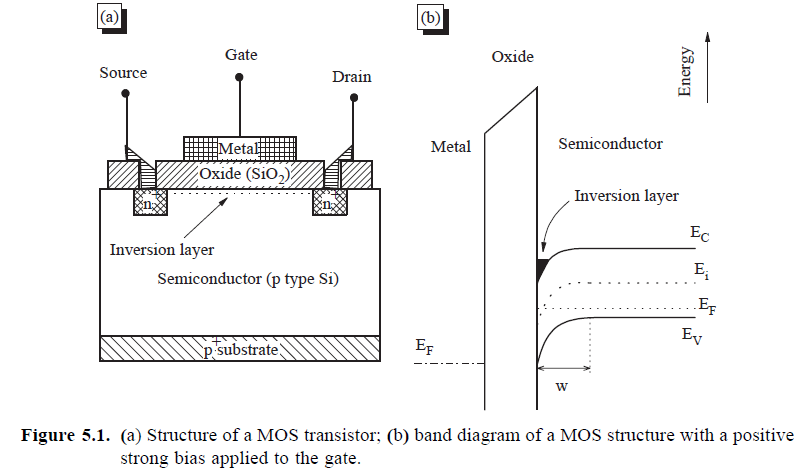 (a)
Gate
Source
Drain
Metal
Oxide (SiO2)
n+
n+
Inversion layer
Semiconductor (p type Si)
p+ substrate
(b)
Oxide
Energy
Metal
Semiconductor
Inversion layer
EC
Ei
EF
EV
EF
w
Figure 5.1. (a) Structure of a MOS transistor; (b) band diagram of a MOS structure with a positive
strong bias applied to the gate.